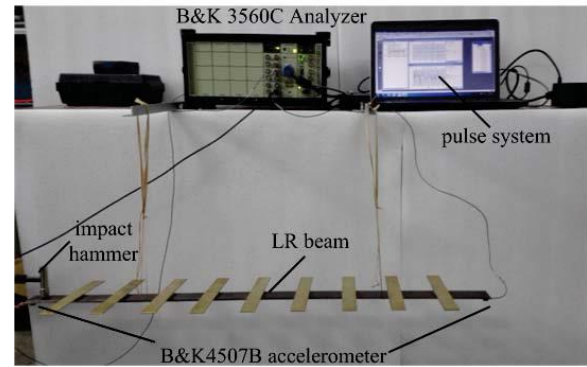 B&K 3560C Analyzer
pulse system
impact
hammer
LR beam
B&K4507B accelerometer